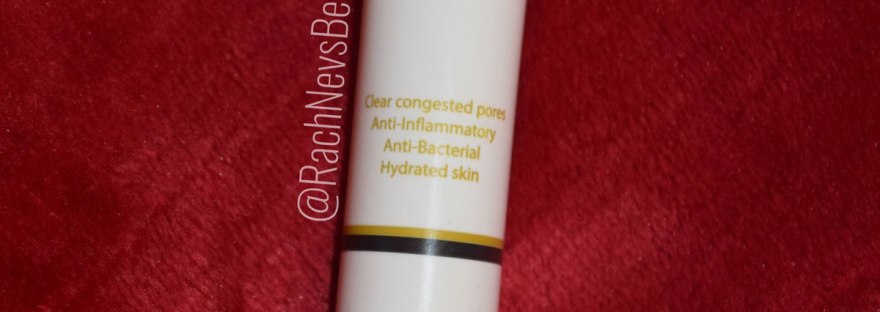 @RachNevsBe
Clear congested pores
Anti-Inflammatory
Anti-Bacterial
Hydrated skin